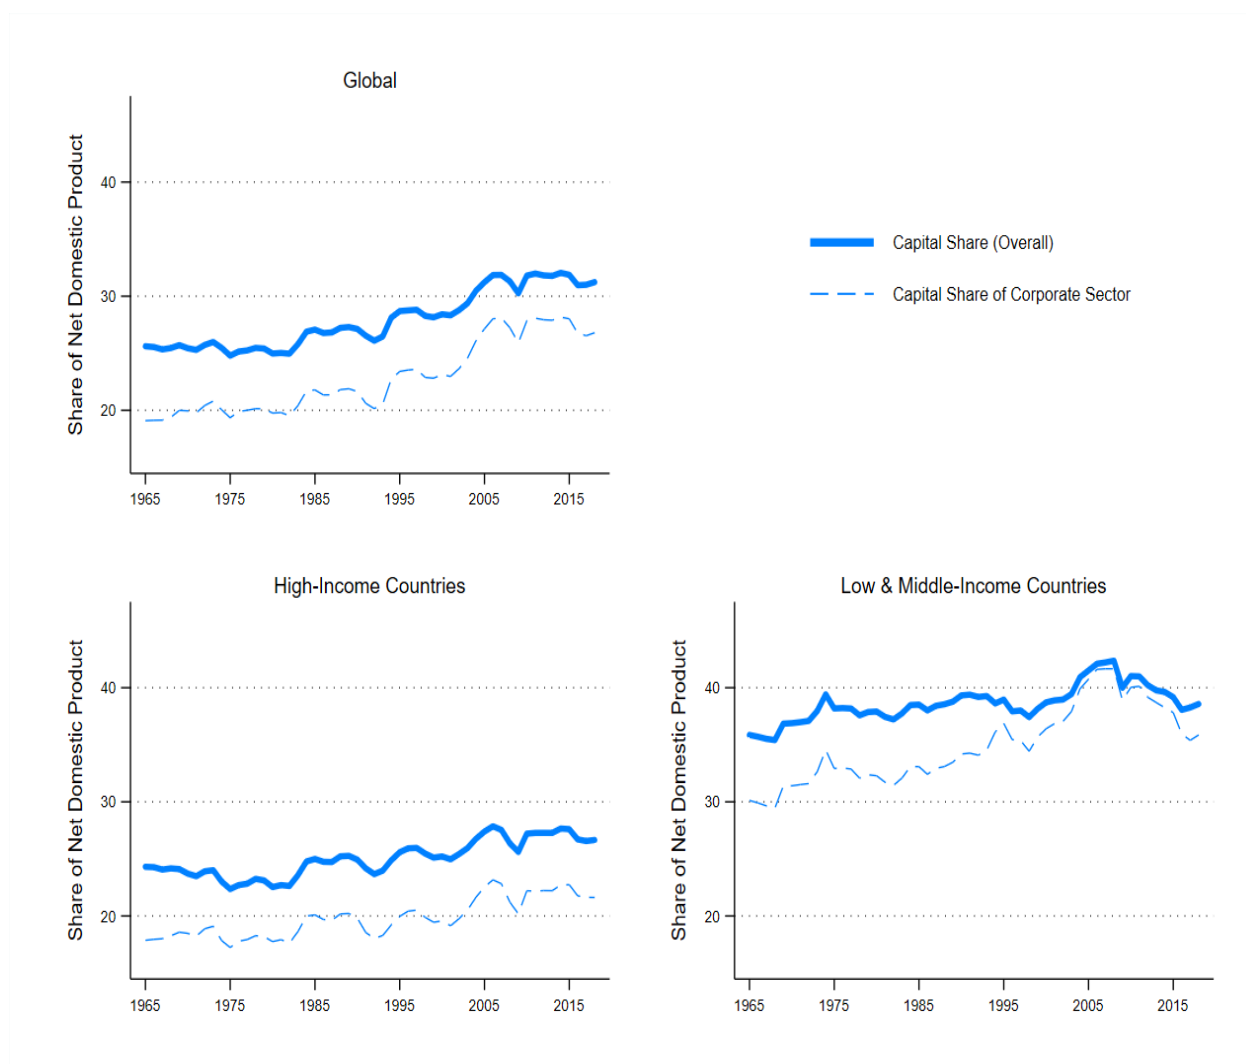 Global
Share of Net Domestic Product
40
30
20
1965 1975 1985 1995 2005 2015
Capital Share (Overall)
Capital Share of Corporate Sector
High-Income Countries
Share of Net Domestic Product
40
30
20
1965 1975 1985 1995 2005 2015
Low & Middle-Income Countries
Share of Net Domestic Product
40
30
20
1965 1975 1985 1995 2005 2015